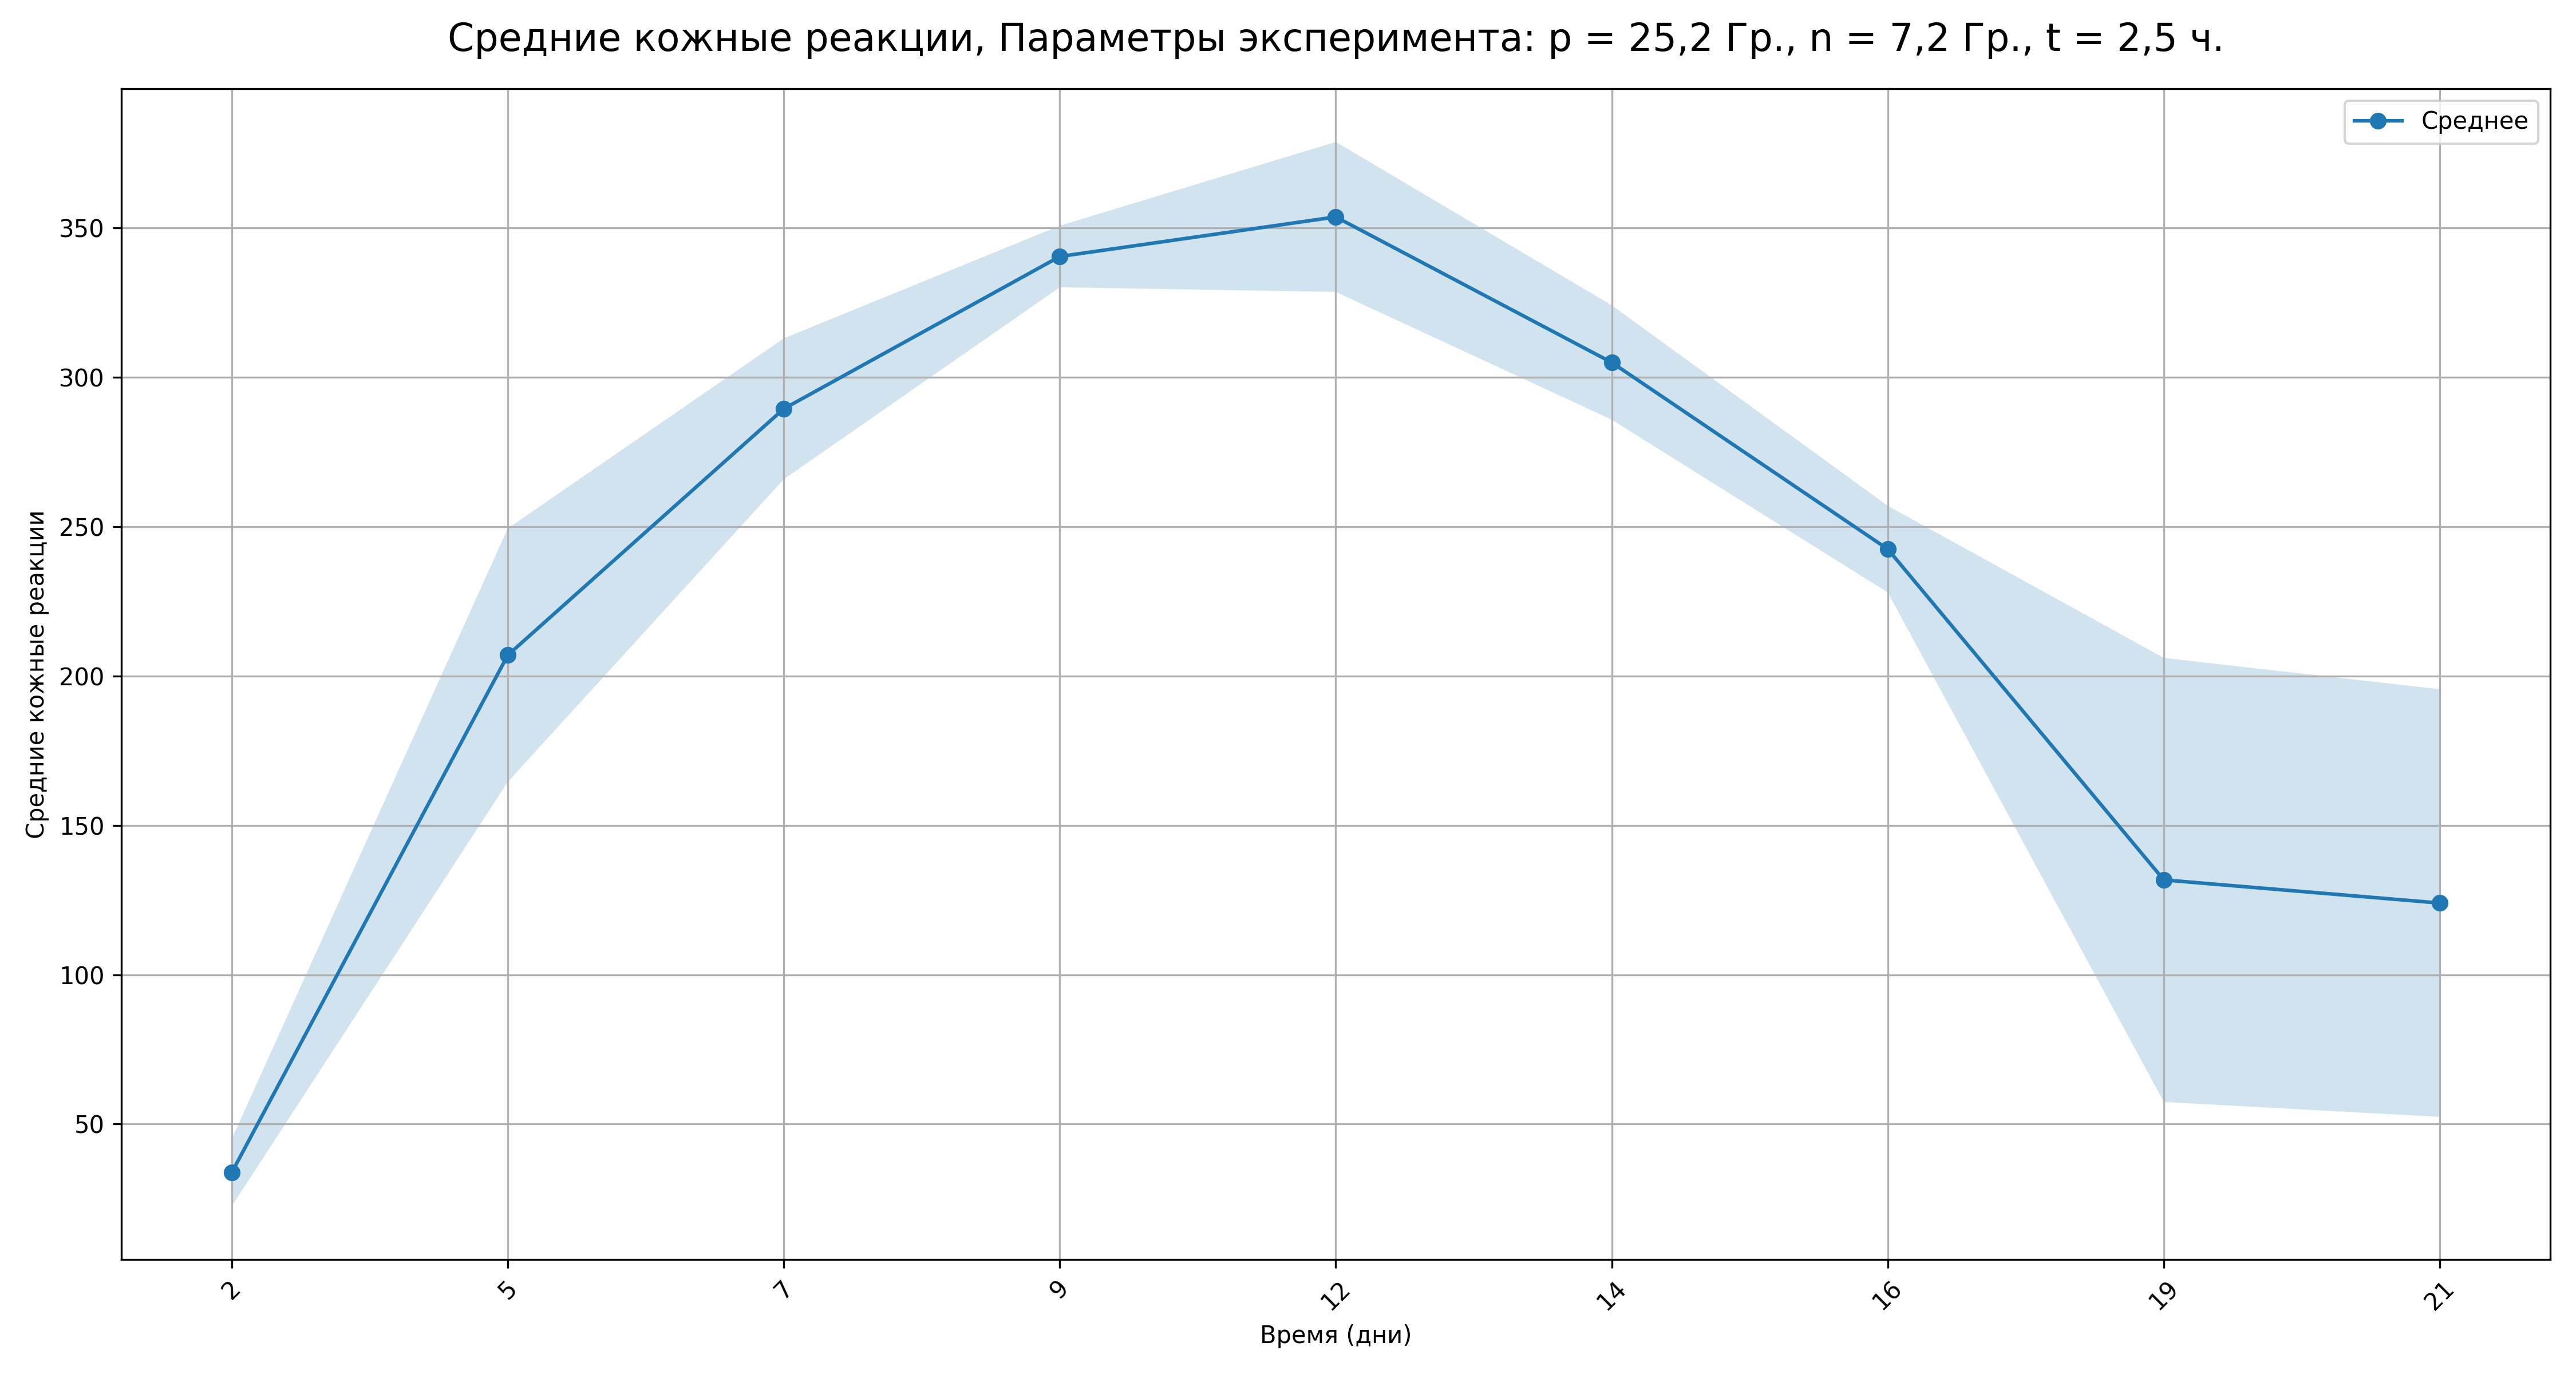 Средние кожные реакции, Параметры эксперимента: p = 25,2 Гр., n = 7,2 Гр., t = 2,5 ч.
Среднее
Средние кожные реакции
350
300
250
200
150
100
50
2 5 7 9 12 14 16 19 21
Время (дни)